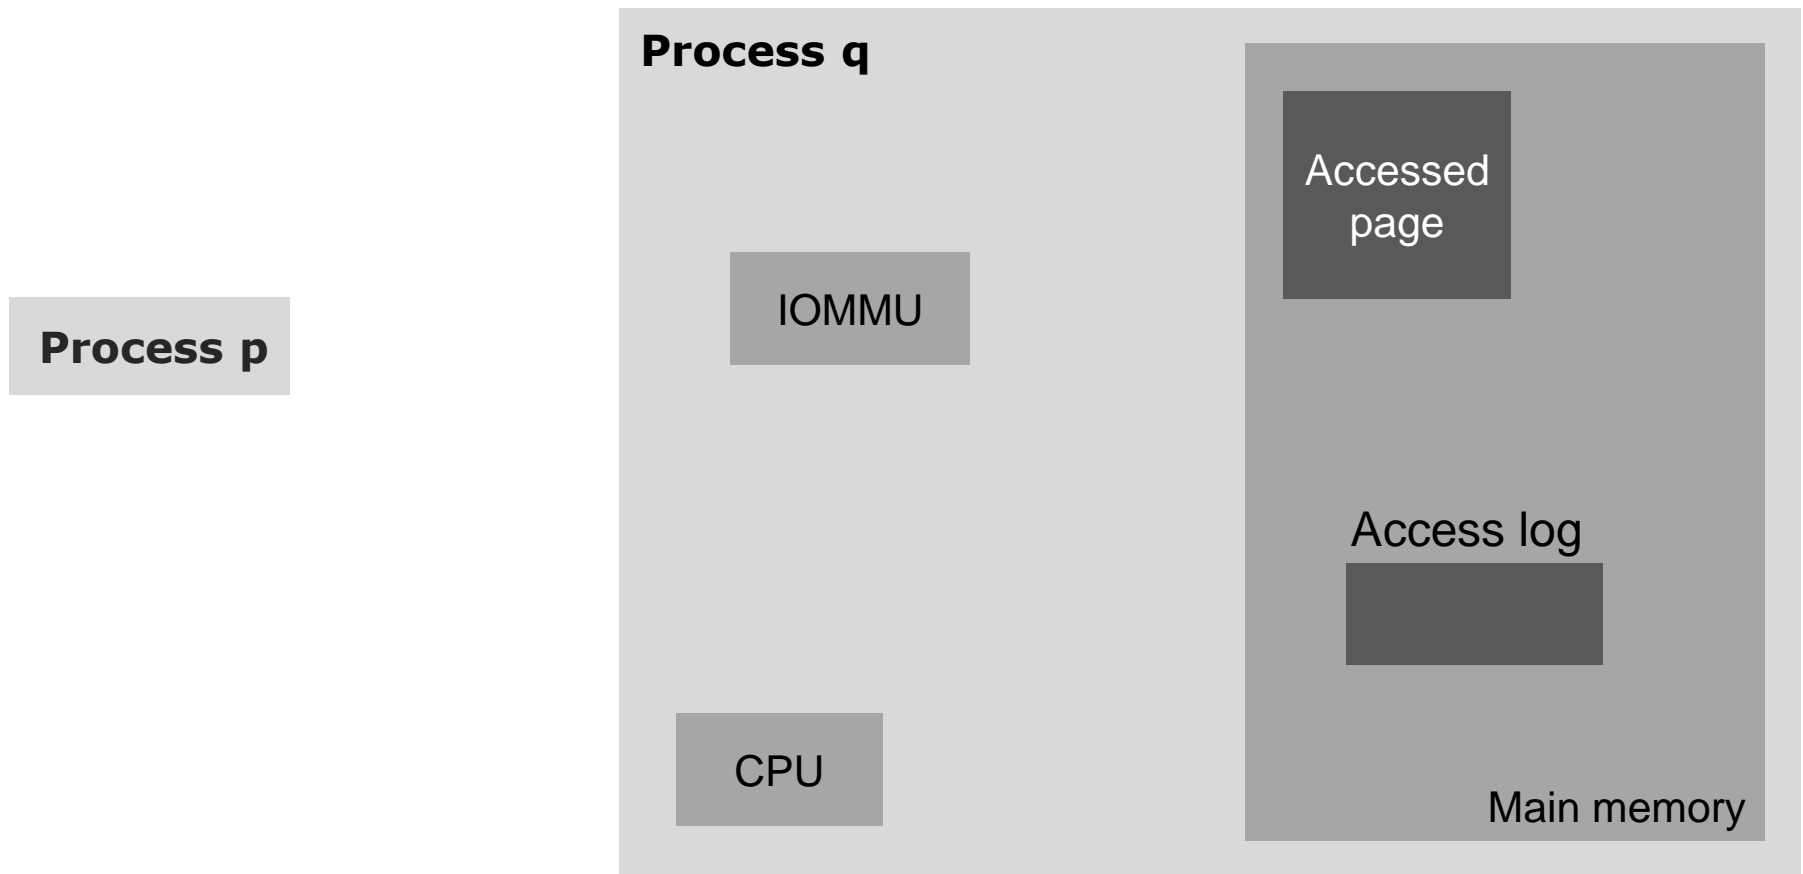 Process q
Accessed
page
IOMMU
Process p
Access log
CPU
Main memory